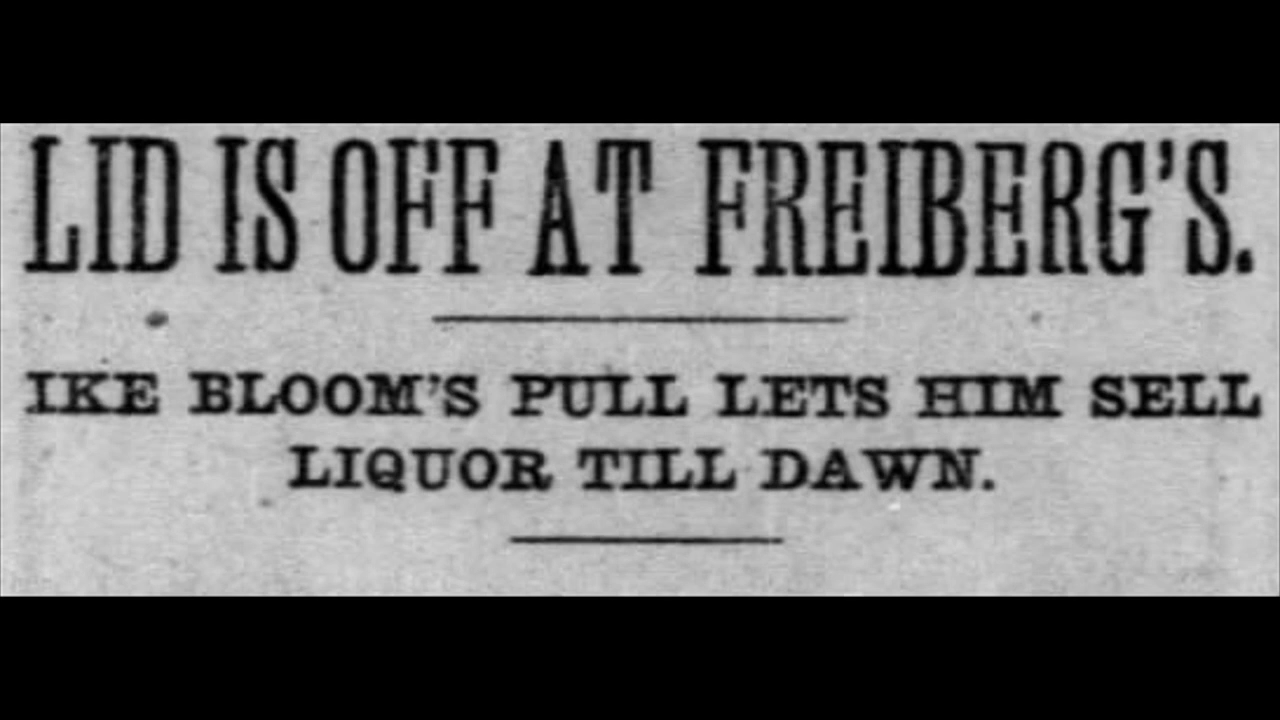 LID IS OFF AT FREIBERG'S.
IKE BLOOM'S PULL LETS HIM SELL
LIQUOR TILL DAWN.